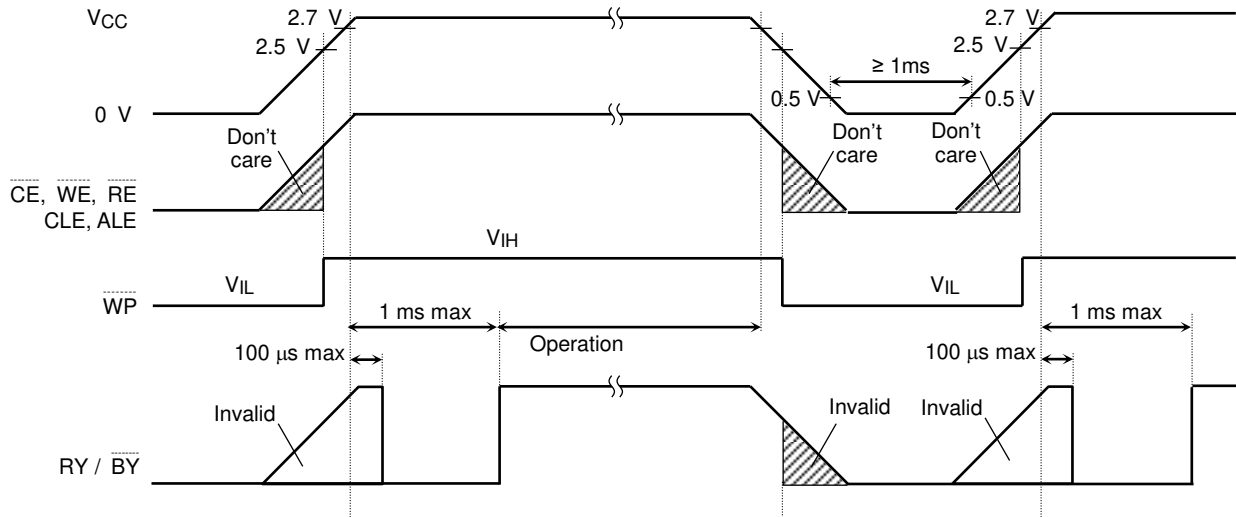 VCC
2.7 V
2.5 V
0 V
2.7 V
2.5 V
≥ 1ms
0.5 V
0.5 V
Don't
care
Don't
care
Don't
care
CE, WE, RE
CLE, ALE
VIH
VIL
VIL
WP
1 ms max
Operation
1 ms max
100 μs max
100 μs max
Invalid
Invalid
Invalid
RY / BY